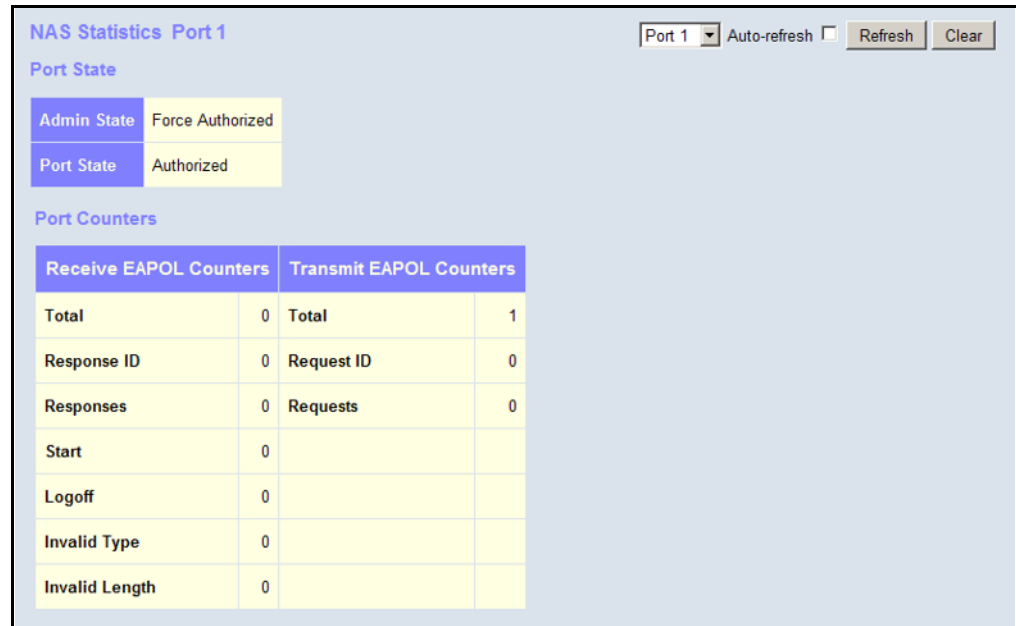 NAS Statistics Port 1
Port 1 Auto-refresh Refresh Clear
Port State
Admin State Force Authorized
Port State Authorized
Port Counters
Receive EAPOL Counters Transmit EAPOL Counters
Total 0 Total 1
Response ID 0 Request ID 0
Responses 0 Requests 0
Start 0
Logoff 0
Invalid Type 0
Invalid Length 0